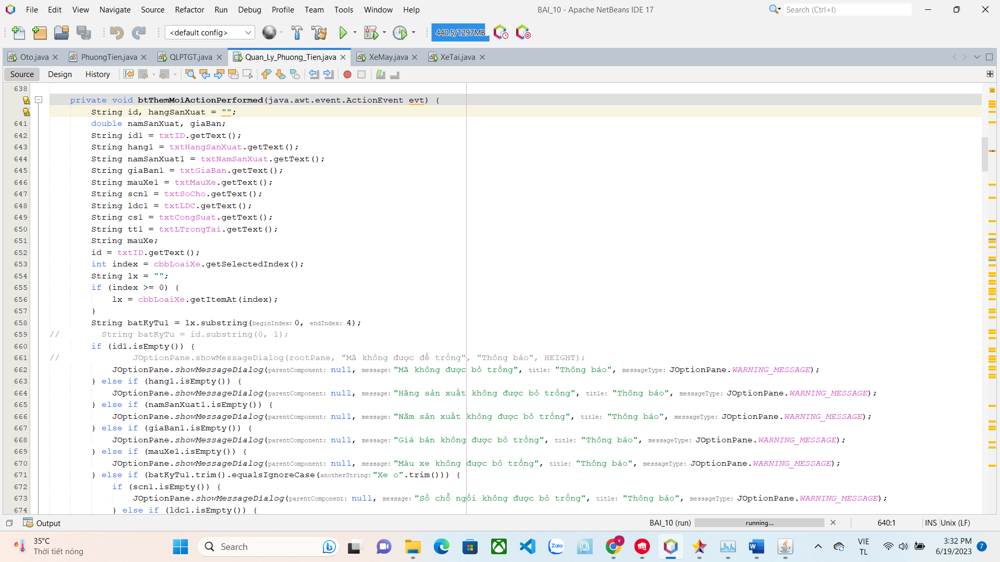 File Edit View Navigate Source Refactor Run Debug Profile Team Tools Window Help BAI_10 - Apache NetBeans IDE 17 Search (Ctrl+I)
<default config> 440.5/1297MB
Oto.java PhuongTien.java QLPTGT.java Quan_Ly_Phuong_Tien.java XeMay.java XeTai.java
Source Design History
638
private void btThemMoiActionPerformed(java.awt.event.ActionEvent evt) {
String id, hangSanXuat = "";
641 double namSanXuat, giaBan;
642 String id1 = txtID.getText();
643 String hang1 = txtHangSanXuat.getText();
644 String namSanXuat1 = txtNamSanXuat.getText();
645 String giaBan1 = txtGiaBan.getText();
646 String mauXe1 = txtMauXe.getText();
647 String scn1 = txtSoCho.getText();
648 String ldc1 = txtLDC.getText();
649 String cs1 = txtCongSuat.getText();
650 String tt1 = txtLTrongTai.getText();
651 String mauXe;
652 id = txtID.getText();
653 int index = cbbLoaiXe.getSelectedIndex();
654 String lx = "";
655 if (index >= 0) {
656 lx = cbbLoaiXe.getItemAt(index);
657 }
658 String batKyTu1 = lx.substring(beginIndex: 0, endIndex: 4);
659 // String batKyTu = id.substring(0, 1);
660 if (id1.isEmpty()) {
661 // JOptionPane.showMessageDialog(rootPane, "Mã không được để trống", "Thông báo", HEIGHT);
662 JOptionPane.showMessageDialog(parentComponent: null, message: "Mã không được bỏ trống", title: "Thông báo", messageType: JOptionPane.WARNING_MESSAGE);
663 } else if (hang1.isEmpty()) {
664 JOptionPane.showMessageDialog(parentComponent: null, message: "Hãng sản xuất không được bỏ trống", title: "Thông báo", messageType: JOptionPane.WARNING_MESSAGE);
665 } else if (namSanXuat1.isEmpty()) {
666 JOptionPane.showMessageDialog(parentComponent: null, message: "Năm sản xuất không được bỏ trống", title: "Thông báo", messageType: JOptionPane.WARNING_MESSAGE);
667 } else if (giaBan1.isEmpty()) {
668 JOptionPane.showMessageDialog(parentComponent: null, message: "Giá bán không được bỏ trống", title: "Thông báo", messageType: JOptionPane.WARNING_MESSAGE);
669 } else if (mauXe1.isEmpty()) {
670 JOptionPane.showMessageDialog(parentComponent: null, message: "Màu xe không được bỏ trống", title: "Thông báo", messageType: JOptionPane.WARNING_MESSAGE);
671 } else if (batKyTu1.trim().equalsIgnoreCase(anotherString: "Xe o".trim())) {
672 if (scn1.isEmpty()) {
673 JOptionPane.showMessageDialog(parentComponent: null, message: "Số chỗ ngồi không được bỏ trống", title: "Thông báo", messageType: JOptionPane.WARNING_MESSAGE);
674 } else if (ldc1.isEmpty()) {
Output BAI_10 (run) running... 640:1 INS Unix (LF)
35°C
Thời tiết nóng
Search
Zalo
V
VIE
TL
3:32 PM
6/19/2023
7